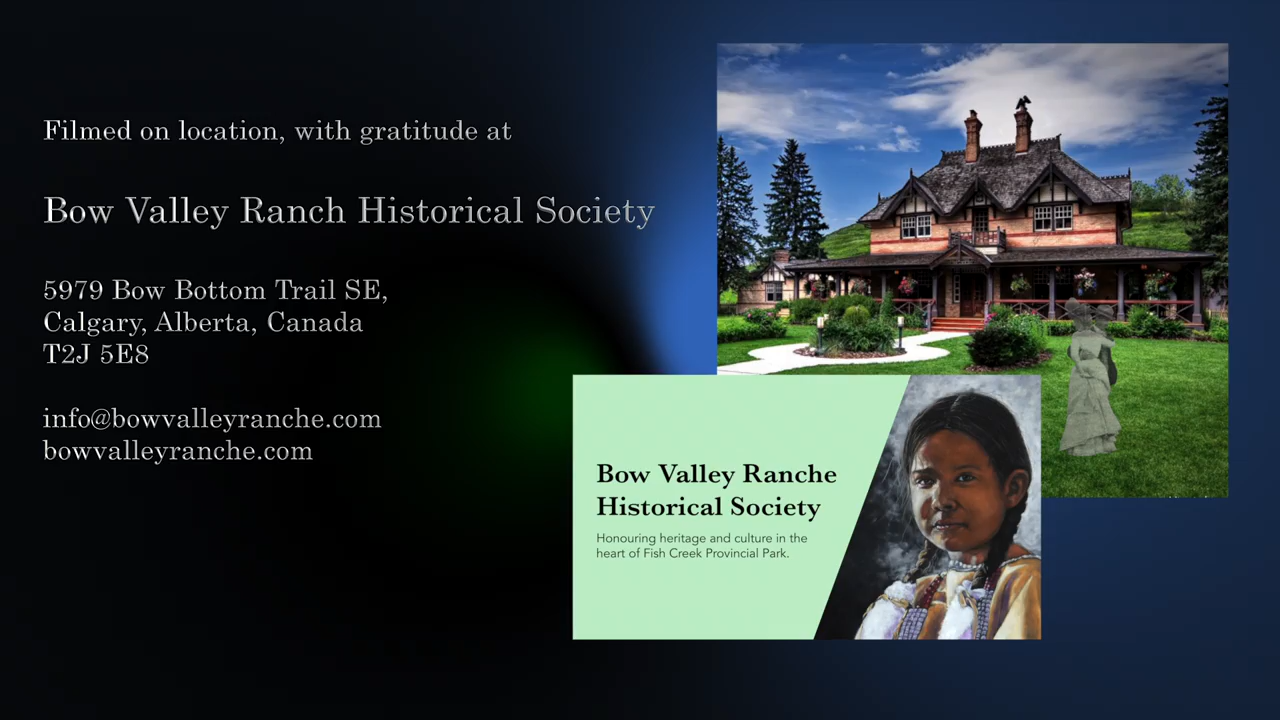 Filmed on location, with gratitude at
Bow Valley Ranch Historical Society
5979 Bow Bottom Trail SE,
Calgary, Alberta, Canada
T2J 5E8
info@bowvalleyranche.com
bowvalleyranche.com
Bow Valley Ranche
Historical Society
Honouring heritage and culture in the
heart of Fish Creek Provincial Park.